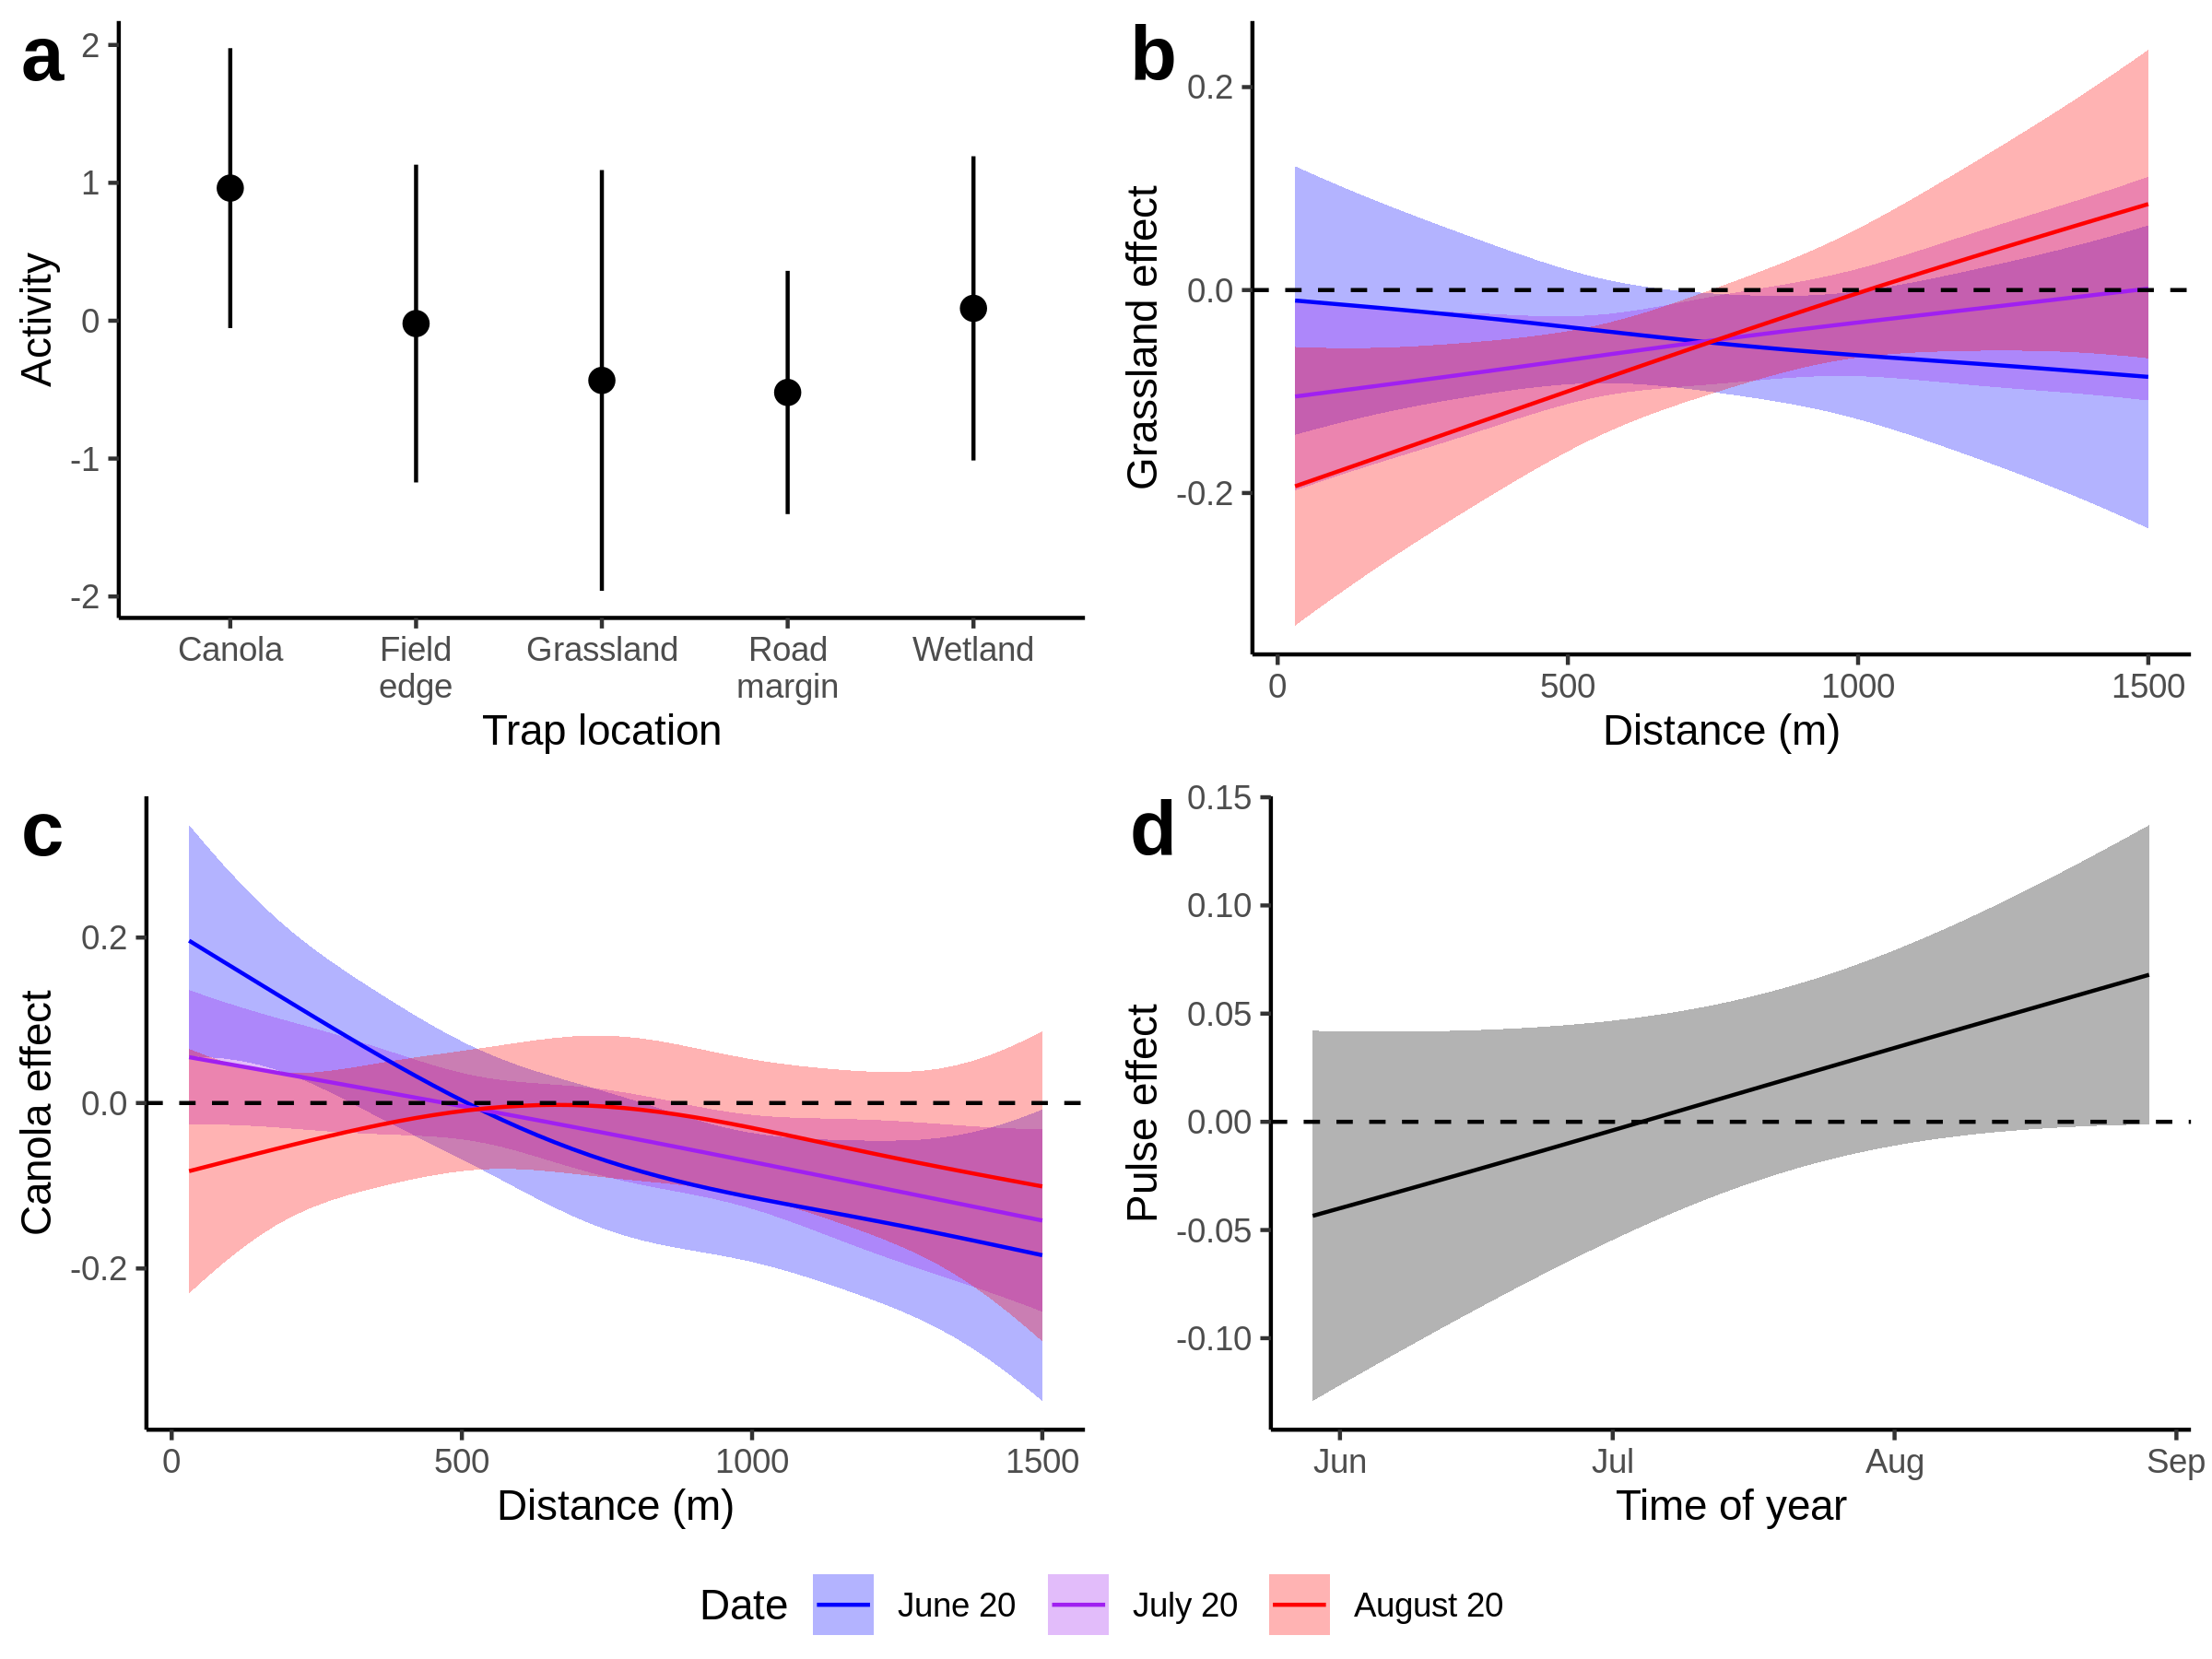 a
2
1
0
-1
-2
Activity
Canola
Field
edge
Grassland
Road
margin
Wetland
Trap location
b
0.2
0.0
-0.2
Grassland effect
0
500
1000
1500
Distance (m)
c
0.2
0.0
-0.2
Canola effect
0
500
1000
1500
Distance (m)
d
0.15
0.10
0.05
0.00
-0.05
-0.10
Pulse effect
Jun
Jul
Aug
Sep
Time of year
Date
June 20
July 20
August 20